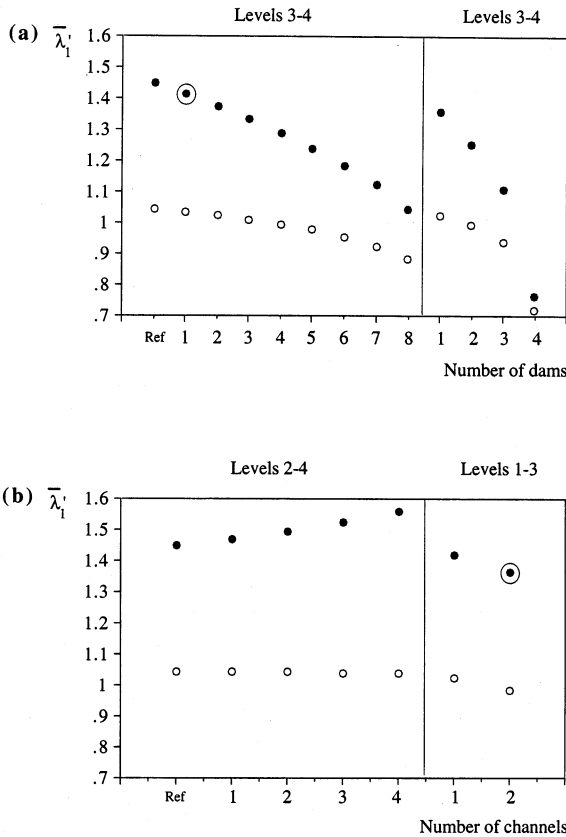 Levels 3-4 Levels 3-4
(a) λ̄₁'
1.6
1.5
1.4
1.3
1.2
1.1
1
.9
.8
.7
Ref 1 2 3 4 5 6 7 8 1 2 3 4
Number of dams
Levels 2-4 Levels 1-3
(b) λ̄₁'
1.6
1.5
1.4
1.3
1.2
1.1
1
.9
.8
.7
Ref 1 2 3 4 1 2
Number of channels